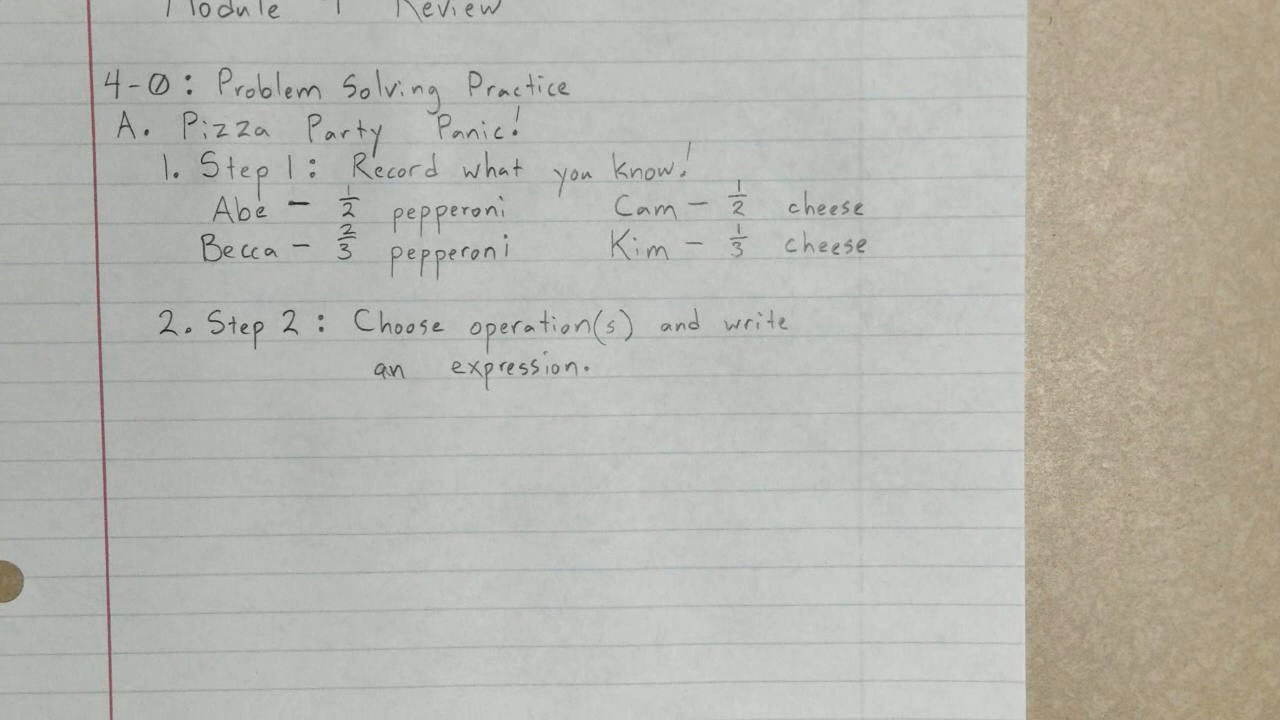 Module 4 Review
4-0: Problem Solving Practice
A. Pizza Party Panic!
1. Step 1: Record what you know!
Abe - 1/2 pepperoni Cam - 1/2 cheese
Becca - 2/3 pepperoni Kim - 1/3 cheese
2. Step 2: Choose operation(s) and write
an expression.